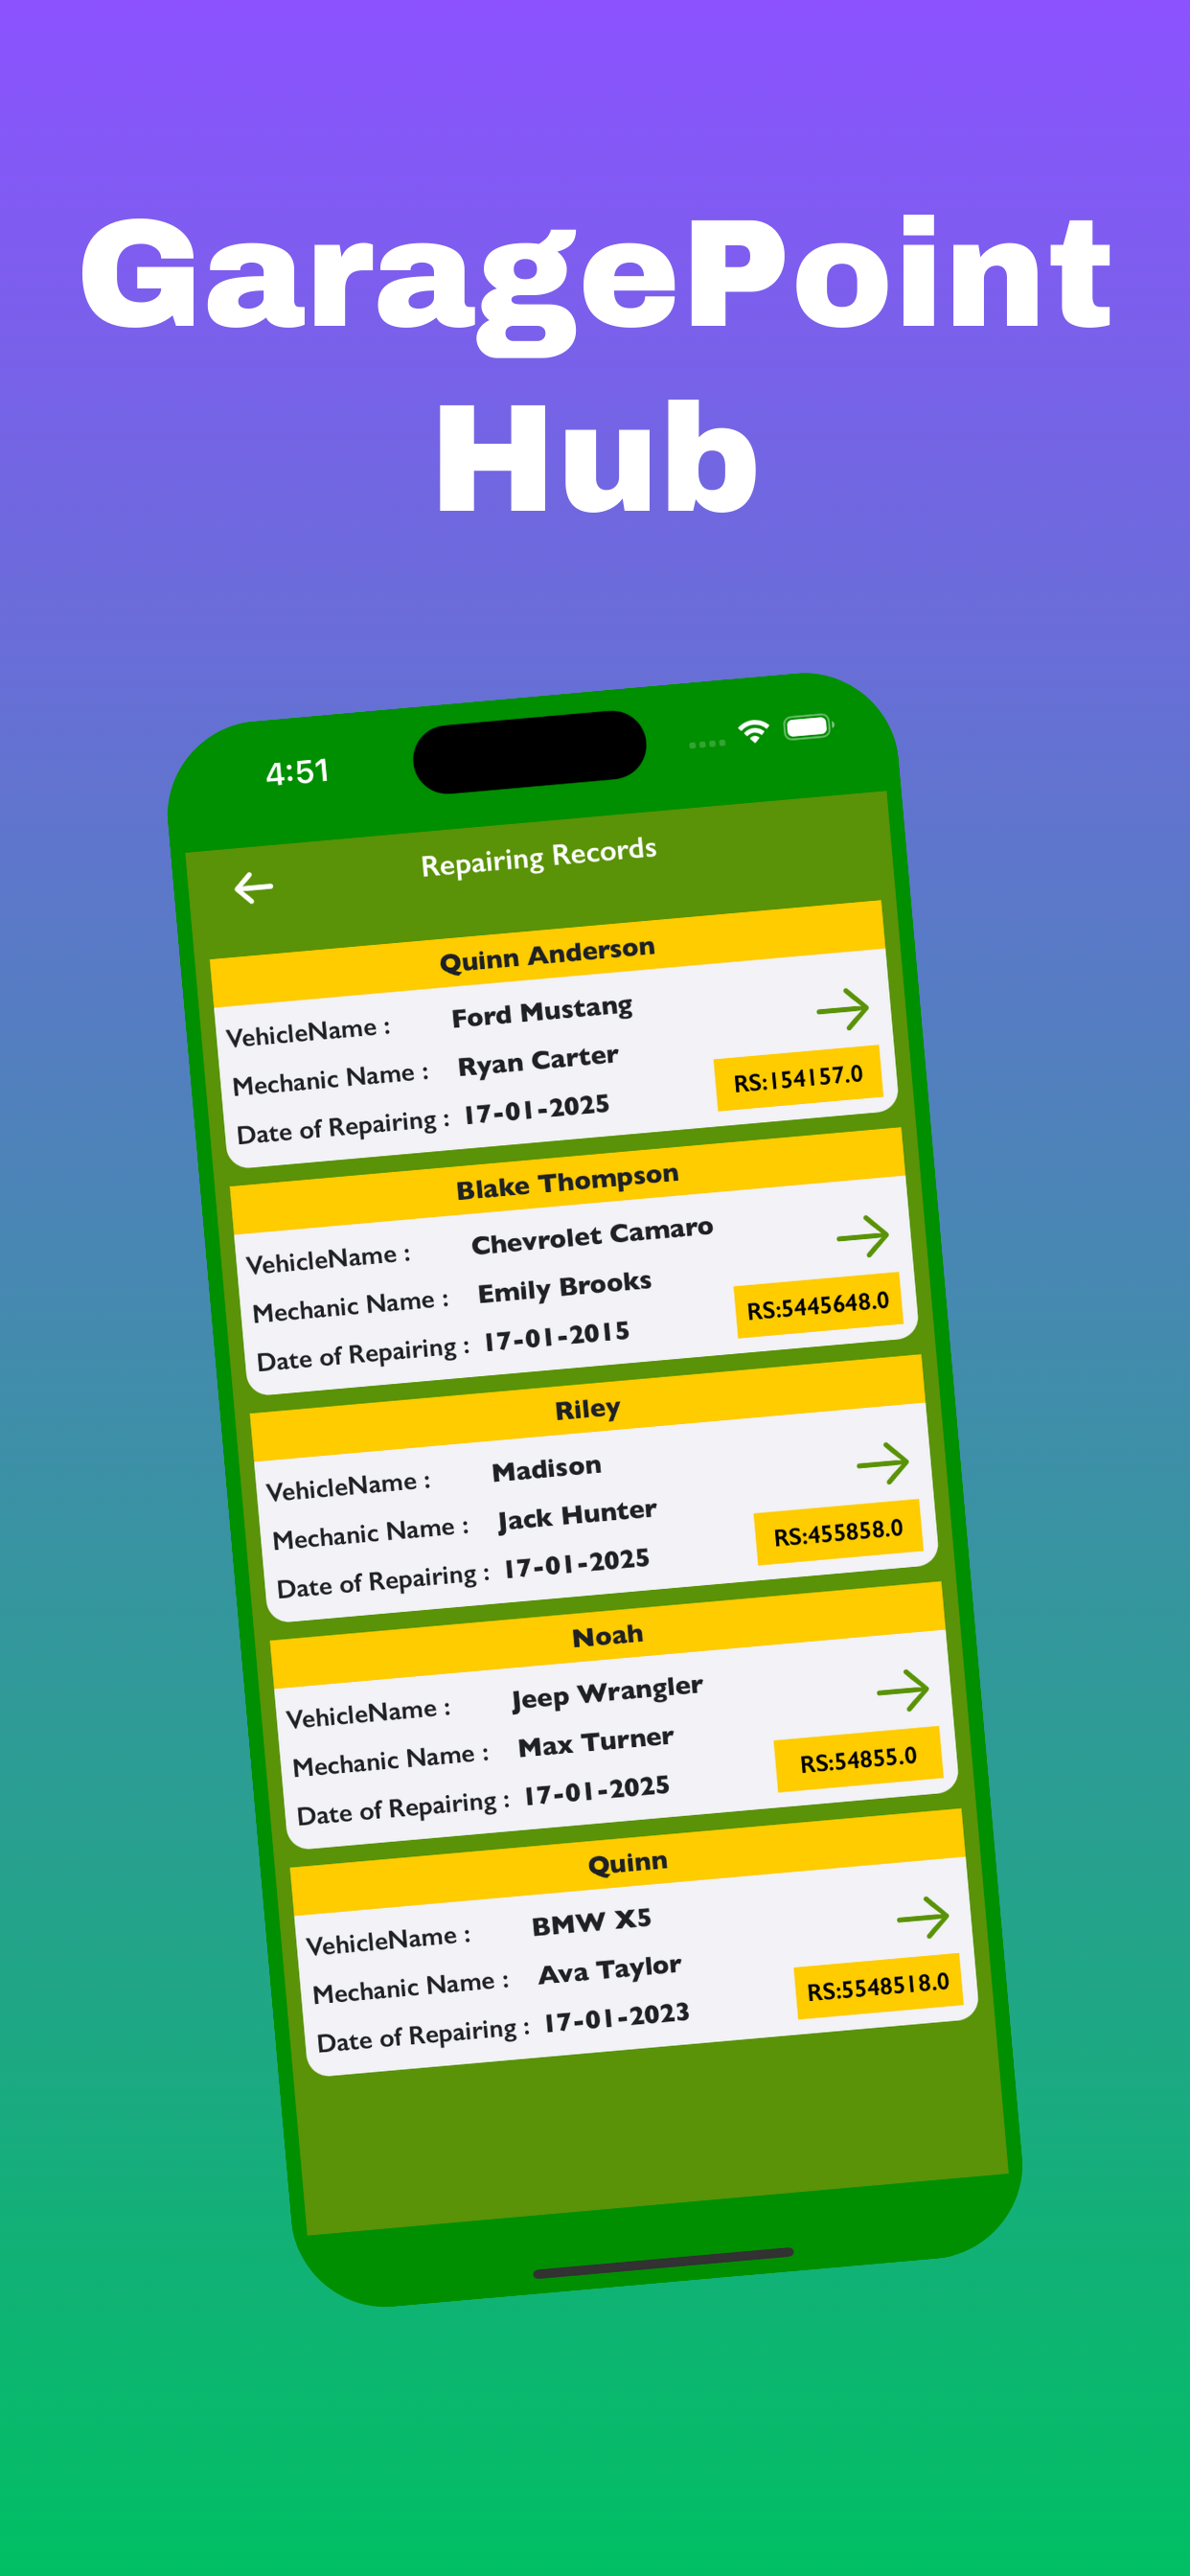 GaragePoint
Hub
4:51
Repairing Records
Quinn Anderson
VehicleName : Ford Mustang
Mechanic Name : Ryan Carter
Date of Repairing : 17-01-2025 RS:154157.0
Blake Thompson
VehicleName : Chevrolet Camaro
Mechanic Name : Emily Brooks
Date of Repairing : 17-01-2015 RS:5445648.0
Riley
VehicleName : Madison
Mechanic Name : Jack Hunter
Date of Repairing : 17-01-2025 RS:455858.0
Noah
VehicleName : Jeep Wrangler
Mechanic Name : Max Turner
Date of Repairing : 17-01-2025 RS:54855.0
Quinn
VehicleName : BMW X5
Mechanic Name : Ava Taylor
Date of Repairing : 17-01-2023 RS:5548518.0